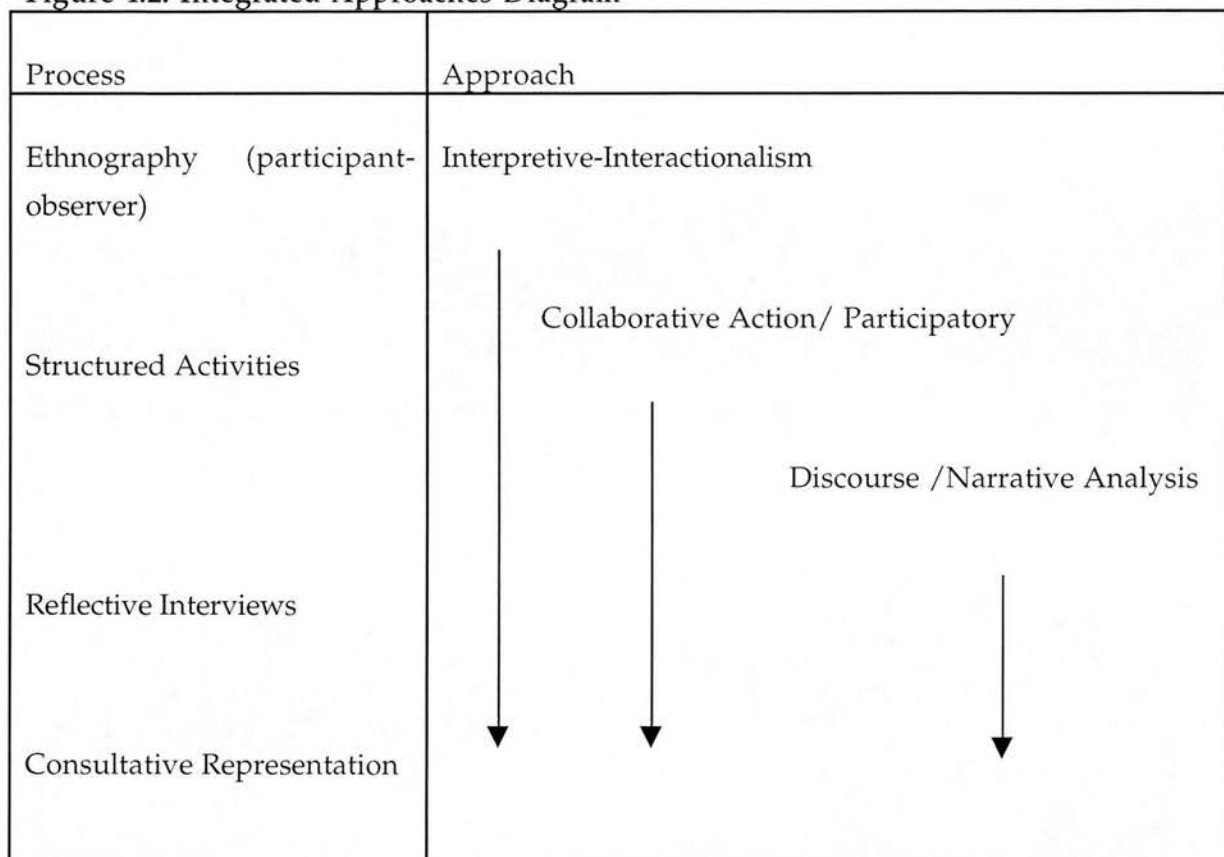 Figure 4.2. Integrated Approaches Diagram
Process Approach
Ethnography (participant- Interpretive-Interactionalism
observer)
Collaborative Action/ Participatory
Structured Activities
Discourse /Narrative Analysis
Reflective Interviews
Consultative Representation